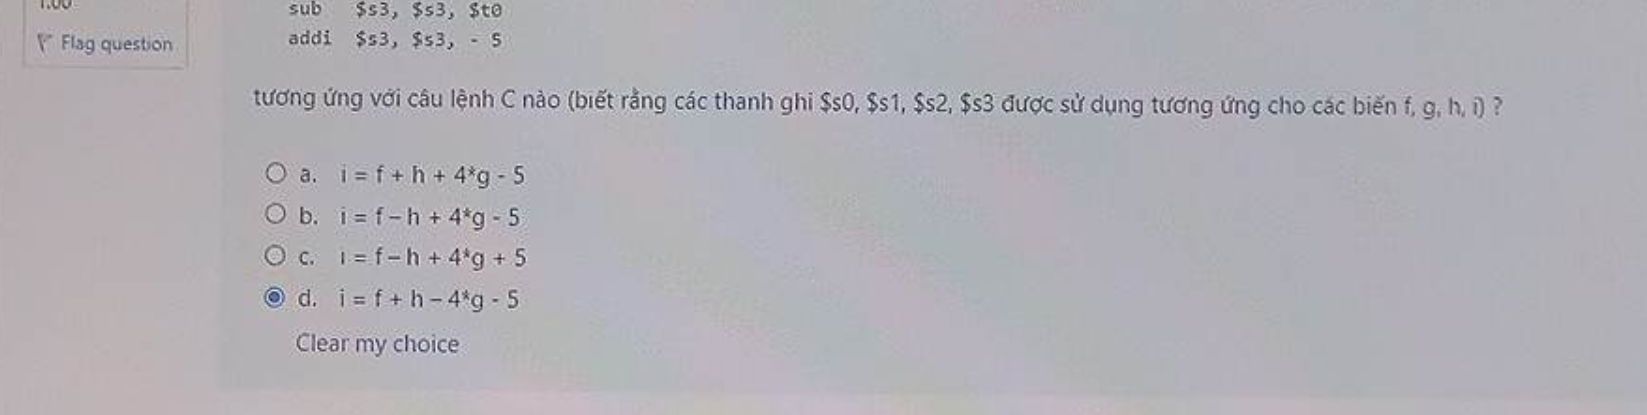 1.00
Flag question
sub $s3, $s3, $t0
addi $s3, $s3, - 5
tương ứng với câu lệnh C nào (biết rằng các thanh ghi $s0, $s1, $s2, $s3 được sử dụng tương ứng cho các biến f, g, h, i) ?
a. i = f + h + 4*g - 5
b. i = f – h + 4*g - 5
c. i = f – h + 4*g + 5
d. i = f + h – 4*g - 5
Clear my choice